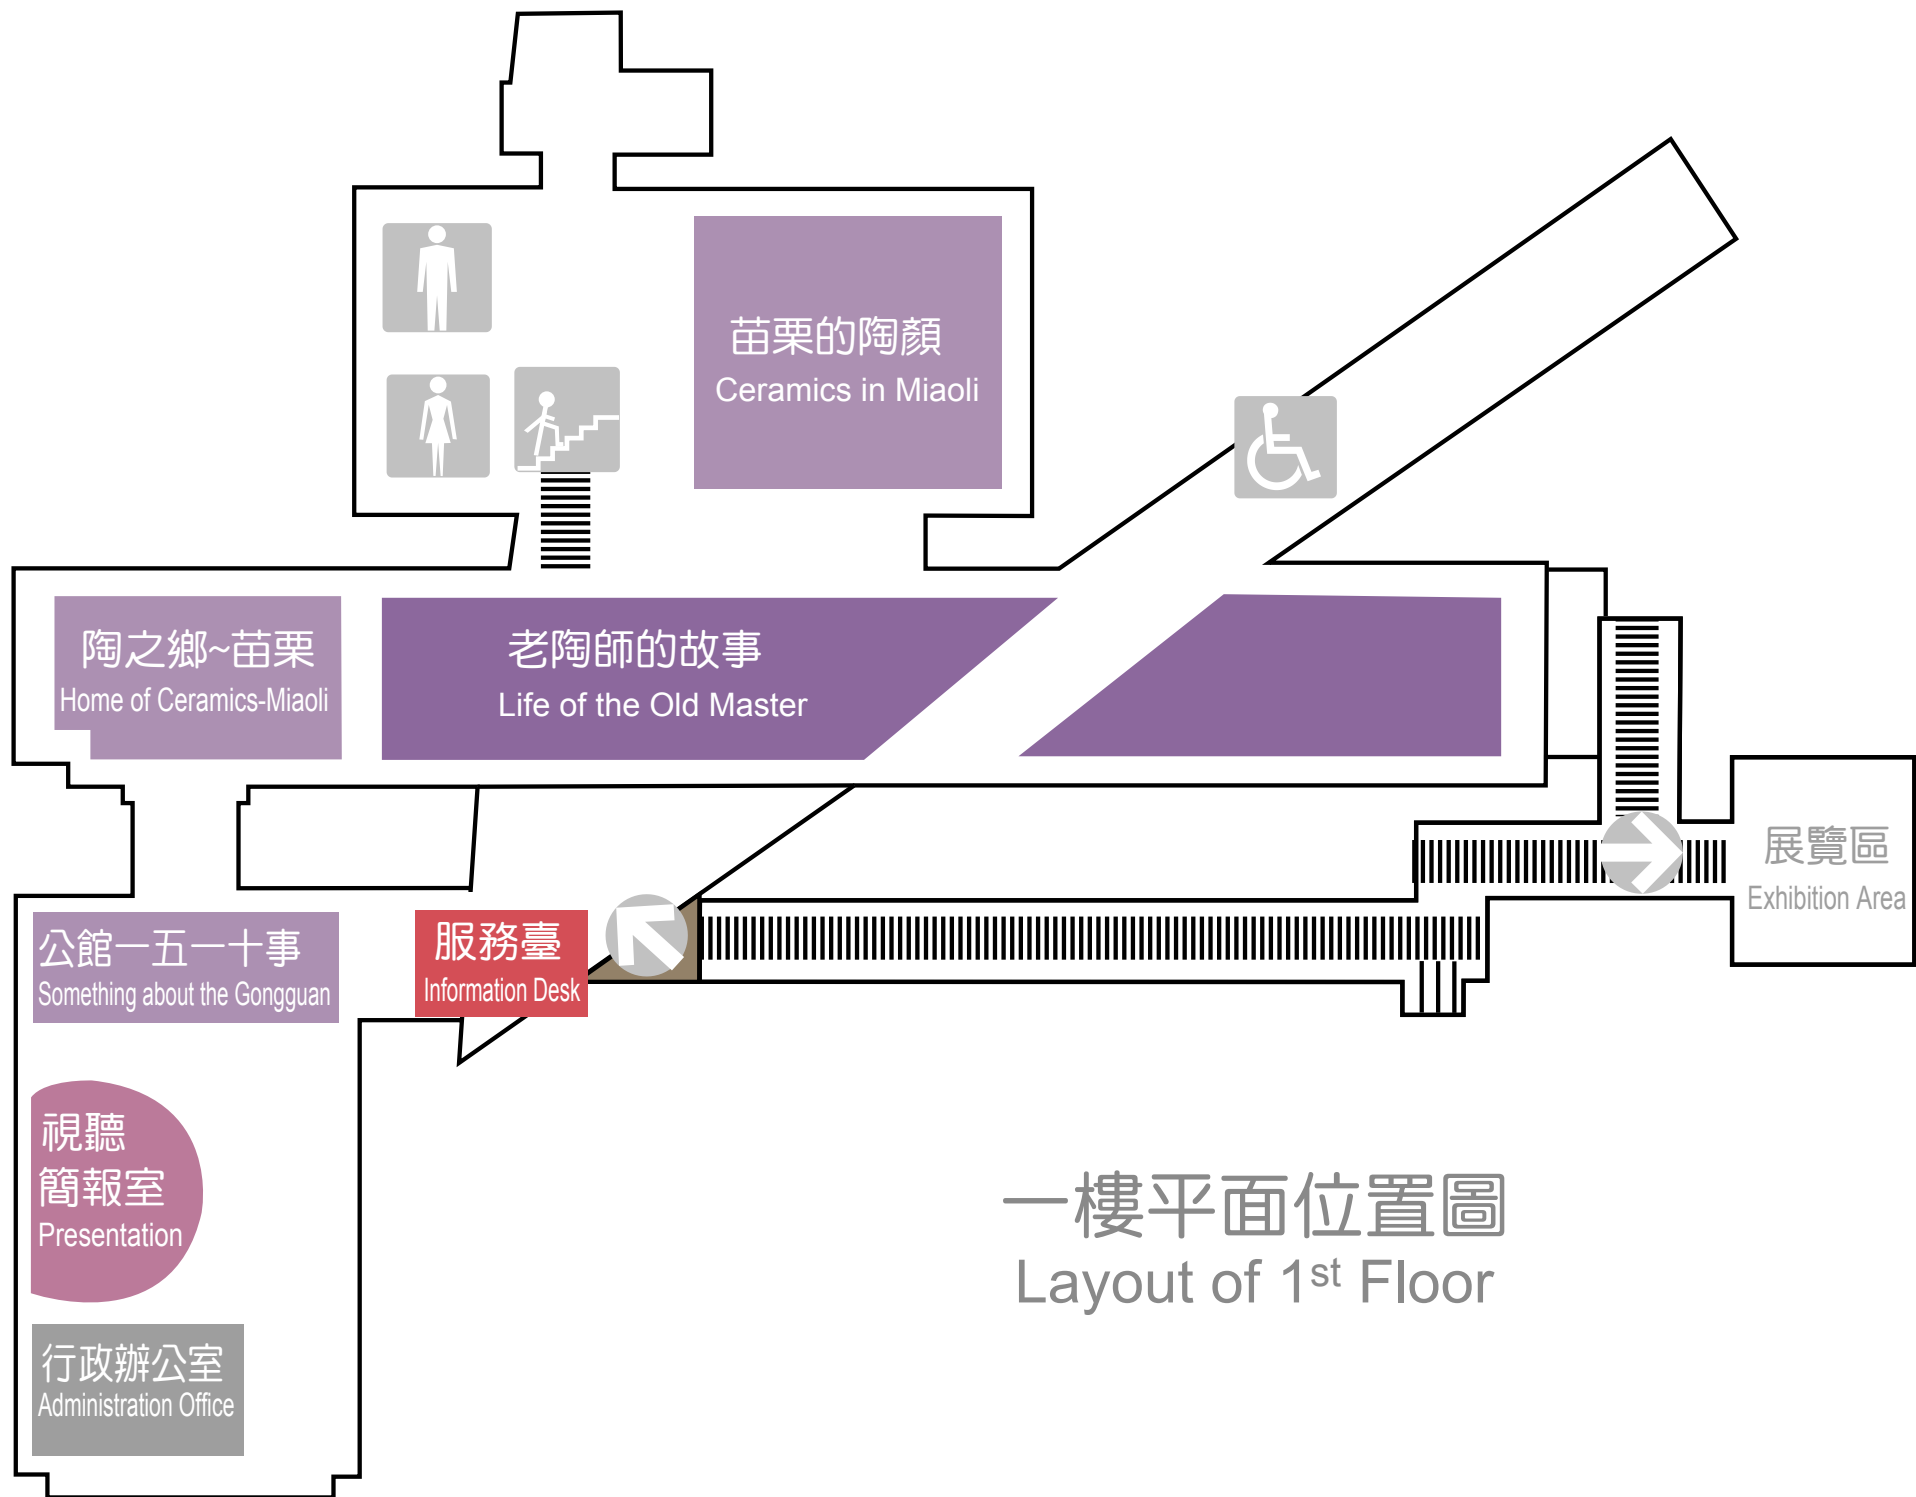 苗栗的陶顏
Ceramics in Miaoli
陶之鄉~苗栗
Home of Ceramics-Miaoli
老陶師的故事
Life of the Old Master
展覽區
Exhibition Area
公館一五一十事
Something about the Gongguan
服務臺
Information Desk
視聽
簡報室
Presentation
行政辦公室
Administration Office
一樓平面位置圖
Layout of 1st Floor